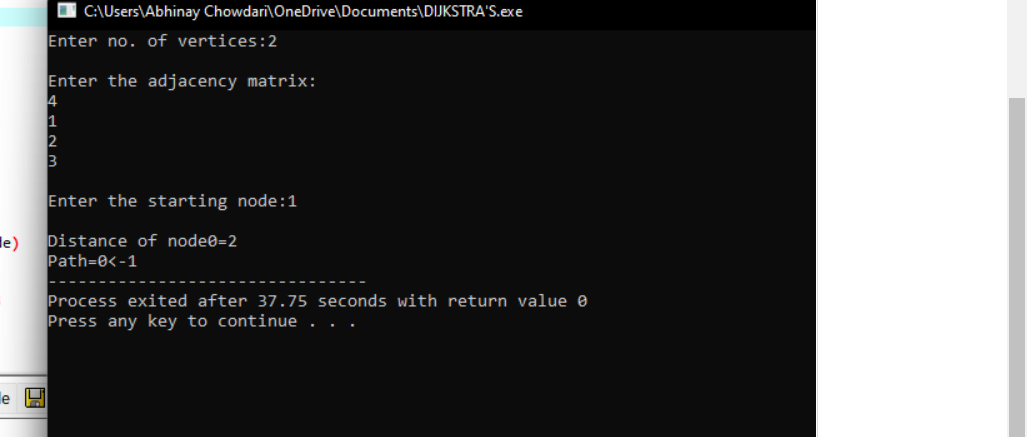 C:\Users\Abhinay Chowdari\OneDrive\Documents\DIJKSTRA'S.exe
Enter no. of vertices:2
Enter the adjacency matrix:
4
1
2
3
Enter the starting node:1
le)
Distance of node0=2
Path=0<-1
--------------------------------
Process exited after 37.75 seconds with return value 0
Press any key to continue . . .